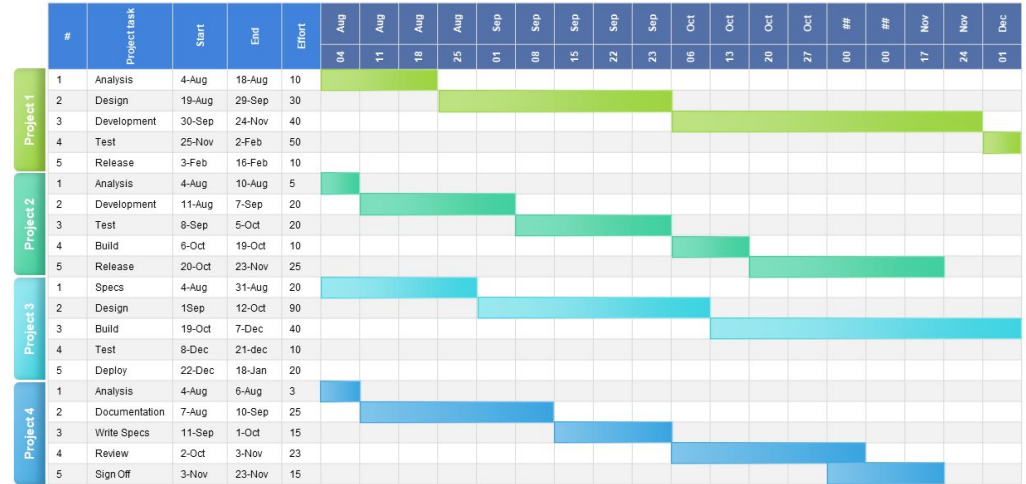 # Project task Start End Effort Aug Aug Aug Aug Sep Sep Sep Sep Sep Oct Oct Oct Oct ## ## Nov Nov Dec
04 11 18 25 01 08 15 22 23 06 13 20 27 00 00 17 24 01
Project 1
1 Analysis 4-Aug 18-Aug 10
2 Design 19-Aug 29-Sep 30
3 Development 30-Sep 24-Nov 40
4 Test 25-Nov 2-Feb 50
5 Release 3-Feb 16-Feb 10
Project 2
1 Analysis 4-Aug 10-Aug 5
2 Development 11-Aug 7-Sep 20
3 Test 8-Sep 5-Oct 20
4 Build 6-Oct 19-Oct 10
5 Release 20-Oct 23-Nov 25
Project 3
1 Specs 4-Aug 31-Aug 20
2 Design 1Sep 12-Oct 90
3 Build 19-Oct 7-Dec 40
4 Test 8-Dec 21-dec 10
5 Deploy 22-Dec 18-Jan 20
Project 4
1 Analysis 4-Aug 6-Aug 3
2 Documentation 7-Aug 10-Sep 25
3 Write Specs 11-Sep 1-Oct 15
4 Review 2-Oct 3-Nov 23
5 Sign Off 3-Nov 23-Nov 15